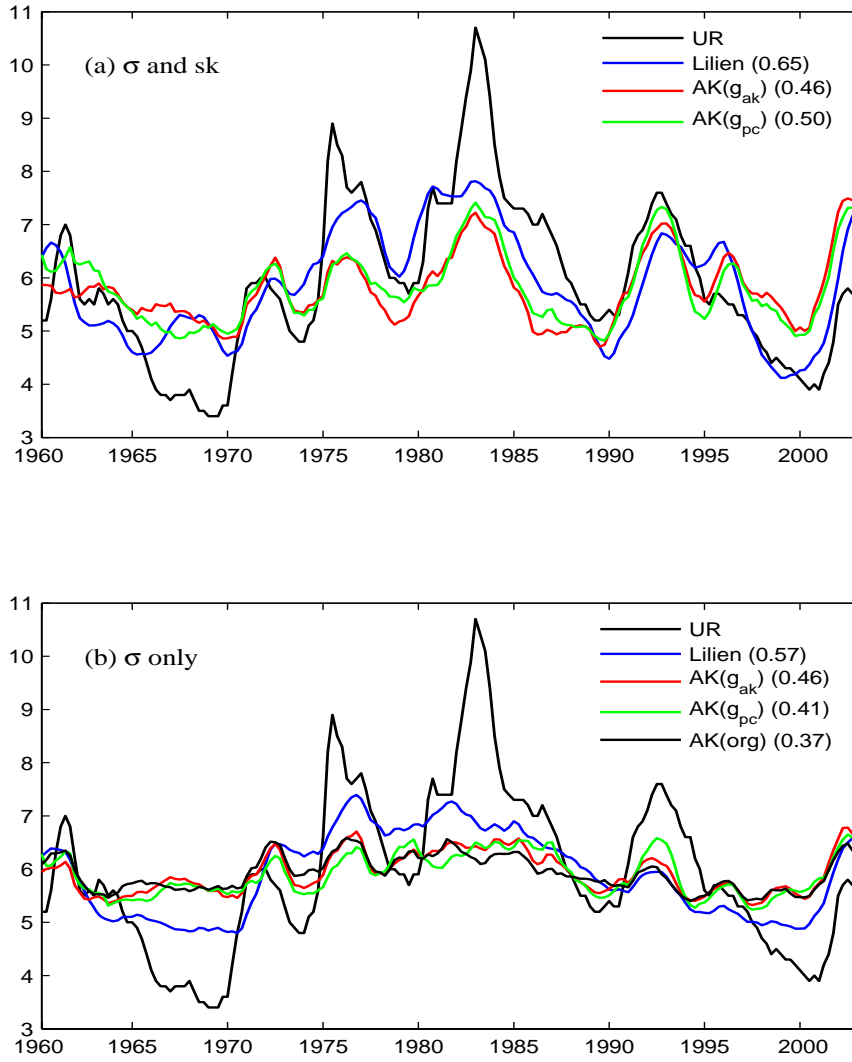 11
10
9
8
7
6
5
4
3
(a) σ and sk
UR
Lilien (0.65)
AK(g_ak) (0.46)
AK(g_pc) (0.50)
1960 1965 1970 1975 1980 1985 1990 1995 2000
11
10
9
8
7
6
5
4
3
(b) σ only
UR
Lilien (0.57)
AK(g_ak) (0.46)
AK(g_pc) (0.41)
AK(org) (0.37)
1960 1965 1970 1975 1980 1985 1990 1995 2000